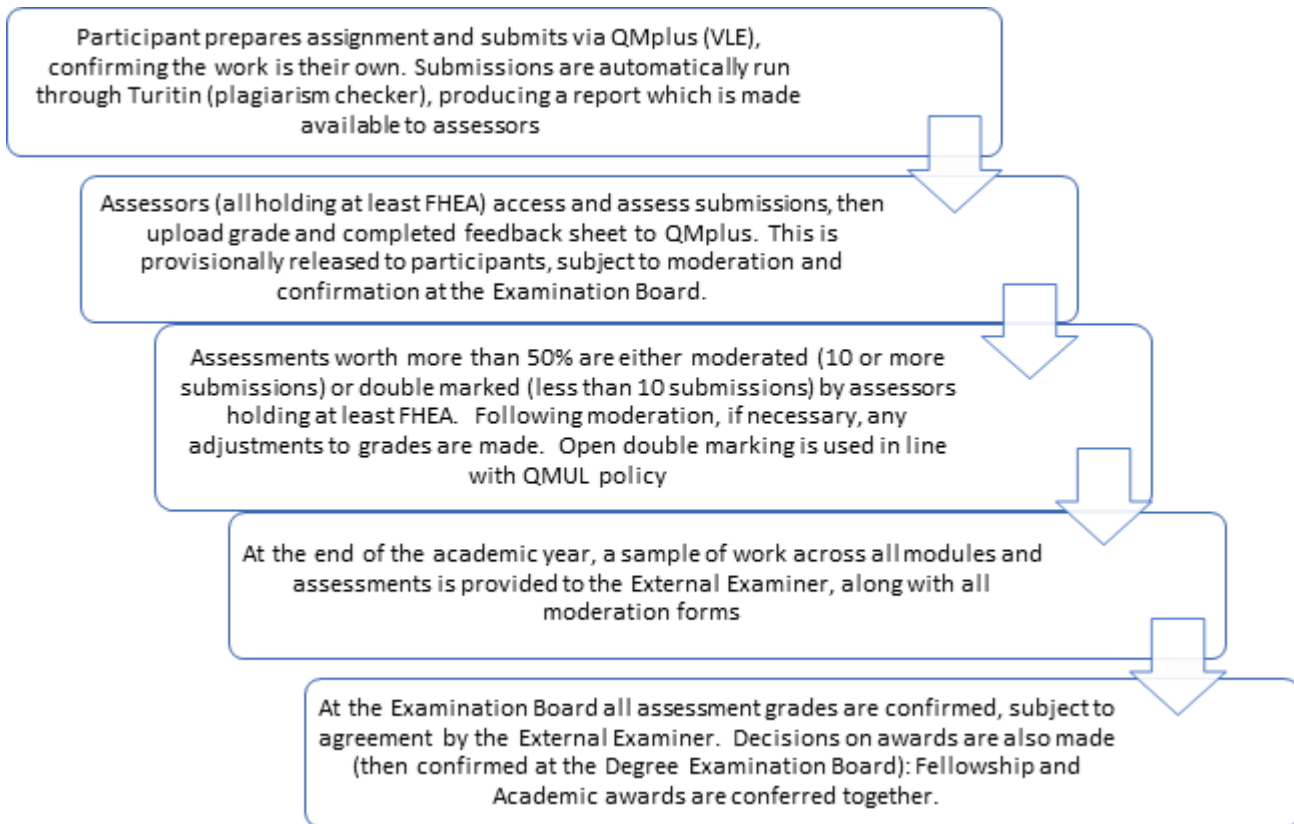 Participant prepares assignment and submits via QMplus (VLE),
confirming the work is their own. Submissions are automatically run
through Turitin (plagiarism checker), producing a report which is made
available to assessors
Assessors (all holding at least FHEA) access and assess submissions, then
upload grade and completed feedback sheet to QMplus. This is
provisionally released to participants, subject to moderation and
confirmation at the Examination Board.
Assessments worth more than 50% are either moderated (10 or more
submissions) or double marked (less than 10 submissions) by assessors
holding at least FHEA. Following moderation, if necessary, any
adjustments to grades are made. Open double marking is used in line
with QMUL policy
At the end of the academic year, a sample of work across all modules and
assessments is provided to the External Examiner, along with all
moderation forms
At the Examination Board all assessment grades are confirmed, subject to
agreement by the External Examiner. Decisions on awards are also made
(then confirmed at the Degree Examination Board): Fellowship and
Academic awards are conferred together.